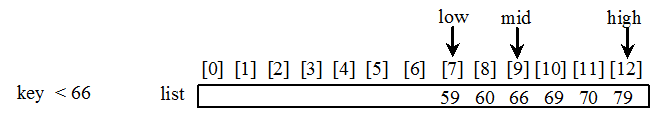 low mid high
[0] [1] [2] [3] [4] [5] [6] [7] [8] [9] [10] [11] [12]
key < 66 list 59 60 66 69 70 79